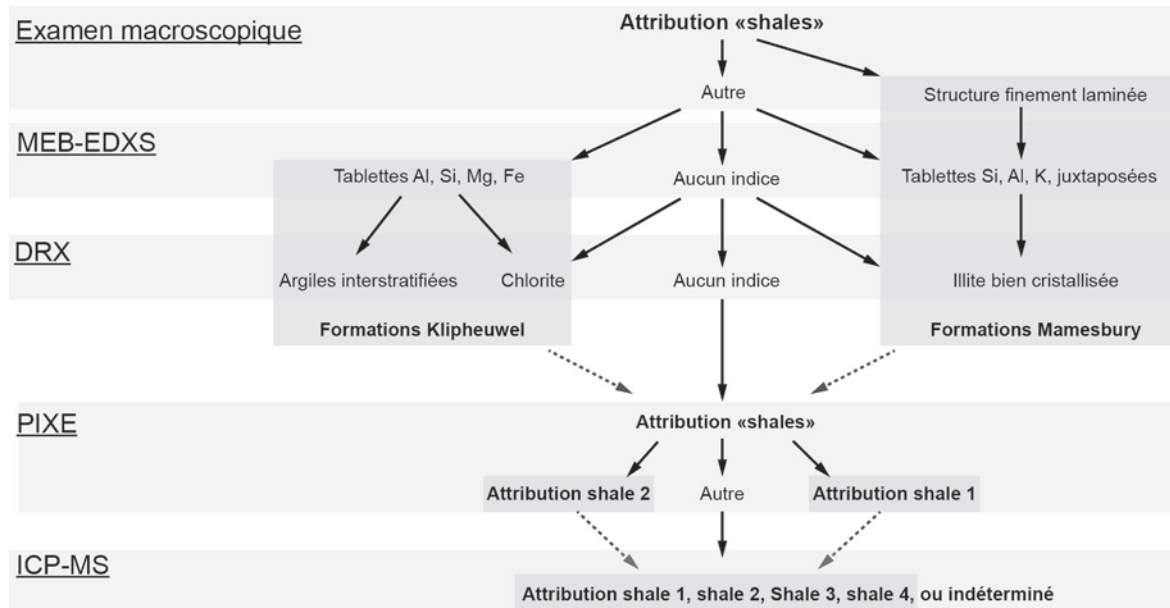 Examen macroscopique
Attribution «shales»
Autre
Structure finement laminée
MEB-EDXS
Tablettes Al, Si, Mg, Fe
Aucun indice
Tablettes Si, Al, K, juxtaposées
DRX
Argiles interstratifiées
Chlorite
Aucun indice
Illite bien cristallisée
Formations Klipheuwel
Formations Mamesbury
PIXE
Attribution «shales»
Attribution shale 2
Autre
Attribution shale 1
ICP-MS
Attribution shale 1, shale 2, Shale 3, shale 4, ou indéterminé